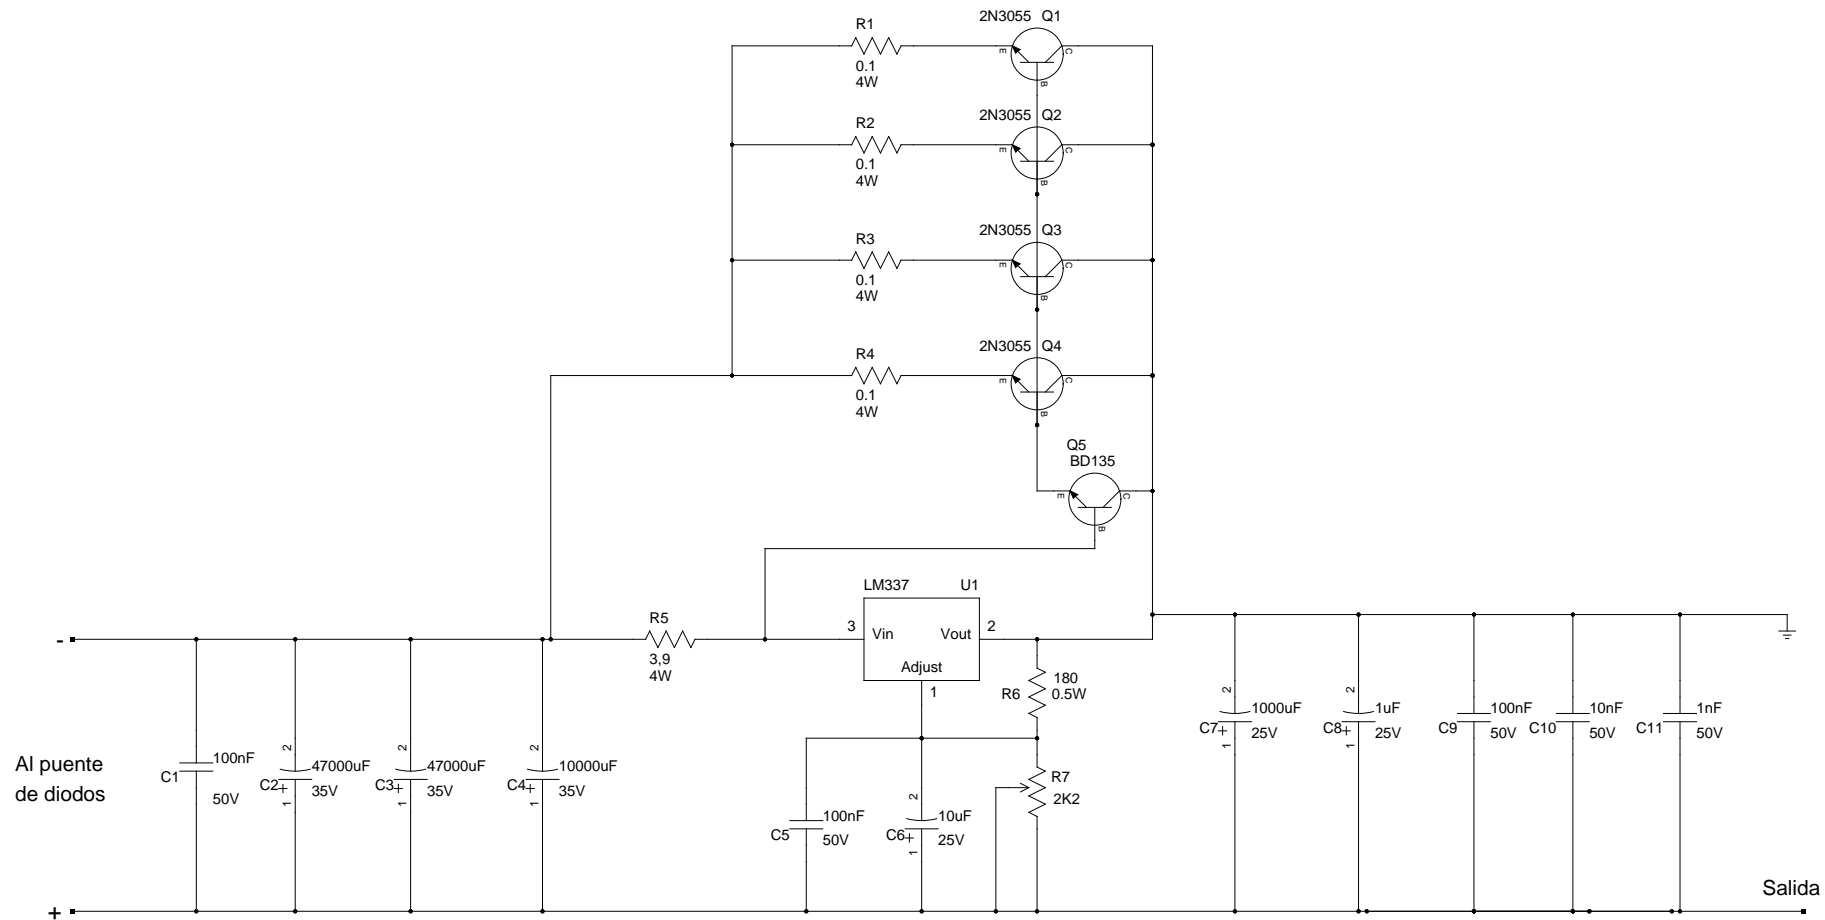 2N3055 Q1
R1
0.1
4W
E
C
B
2N3055 Q2
R2
0.1
4W
E
C
B
2N3055 Q3
R3
0.1
4W
E
C
B
2N3055 Q4
R4
0.1
4W
E
C
B
Q5
BD135
E
C
B
LM337 U1
R5
3,9
4W
3 Vin Vout 2
Adjust
1
-
R6
180
0.5W
Al puente
de diodos
C1
100nF
50V
2
C2
+
1
47000uF
35V
2
C3
+
1
47000uF
35V
2
C4
+
1
10000uF
35V
C5
100nF
50V
2
C6
+
1
10uF
25V
R7
2K2
2
C7
+
1
1000uF
25V
2
C8
+
1
1uF
25V
C9
100nF
50V
C10
10nF
50V
C11
1nF
50V
Salida
+